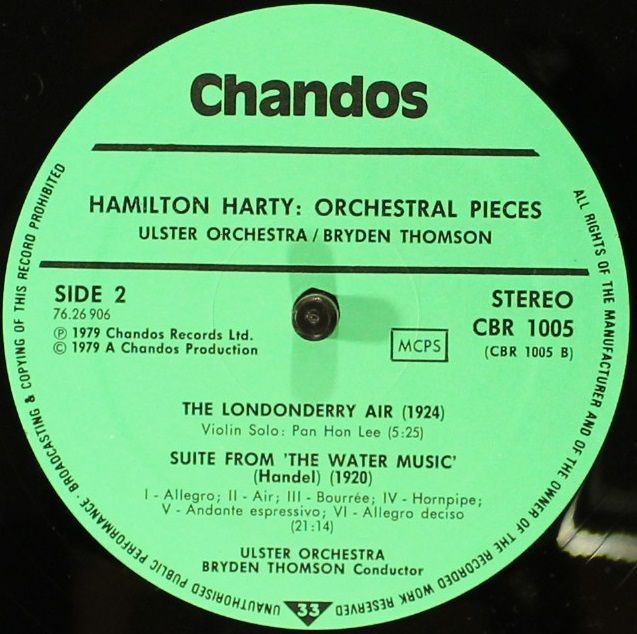 Chandos
HAMILTON HARTY: ORCHESTRAL PIECES
ULSTER ORCHESTRA / BRYDEN THOMSON
SIDE 2
76.26 906
Ⓟ 1979 Chandos Records Ltd.
© 1979 A Chandos Production
MCPS
STEREO
CBR 1005
(CBR 1005 B)
THE LONDONDERRY AIR (1924)
Violin Solo: Pan Hon Lee (5:25)
SUITE FROM 'THE WATER MUSIC'
(Handel) (1920)
I - Allegro; II - Air; III - Bourrée; IV - Hornpipe;
V - Andante espressivo; VI - Allegro deciso
(21:14)
ULSTER ORCHESTRA
BRYDEN THOMSON Conductor
33
ALL RIGHTS OF THE MANUFACTURER AND OF THE OWNER OF THE RECORDED WORK RESERVED
UNAUTHORISED PUBLIC PERFORMANCE · BROADCASTING & COPYING OF THIS RECORD PROHIBITED